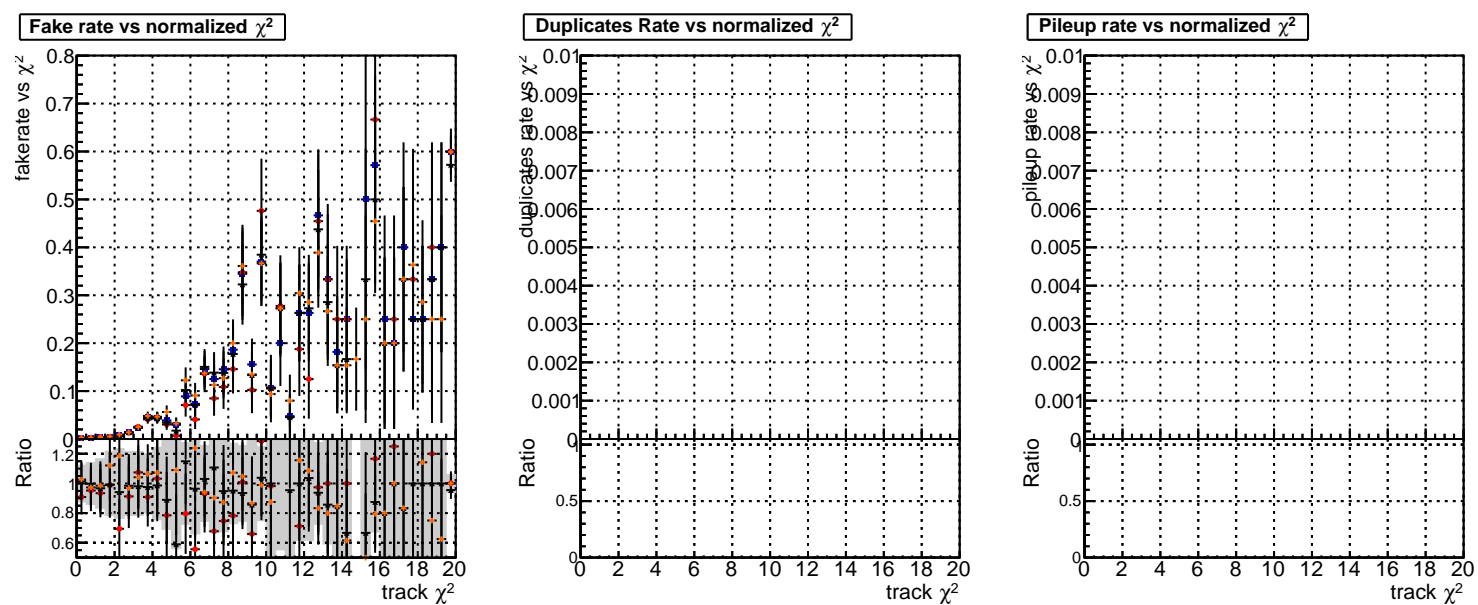 Fake rate vs normalized χ²
fakerate vs χ²
0.8
0.7
0.6
0.5
0.4
0.3
0.2
0.1
0
Ratio
1.2
1
0.8
0.6
0 2 4 6 8 10 12 14 16 18 20
track χ²
Duplicates Rate vs normalized χ²
duplicates rate vs χ²
0.01
0.009
0.008
0.007
0.006
0.005
0.004
0.003
0.002
0.001
0
Ratio
1
0.5
0
0 2 4 6 8 10 12 14 16 18 20
track χ²
Pileup rate vs normalized χ²
pileup rate vs χ²
0.01
0.009
0.008
0.007
0.006
0.005
0.004
0.003
0.002
0.001
0
Ratio
1
0.5
0
0 2 4 6 8 10 12 14 16 18 20
track χ²